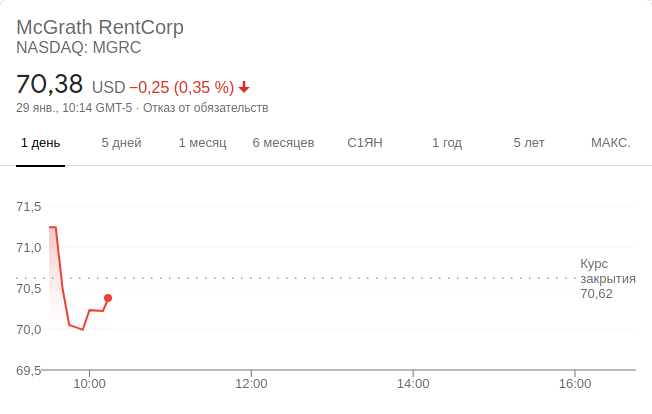 McGrath RentCorp
NASDAQ: MGRC
70,38 USD −0,25 (0,35 %)
29 янв., 10:14 GMT-5 · Отказ от обязательств
1 день 5 дней 1 месяц 6 месяцев С1ЯН 1 год 5 лет МАКС.
71,5
71,0
Курс
закрытия
70,62
70,5
70,0
69,5
10:00 12:00 14:00 16:00